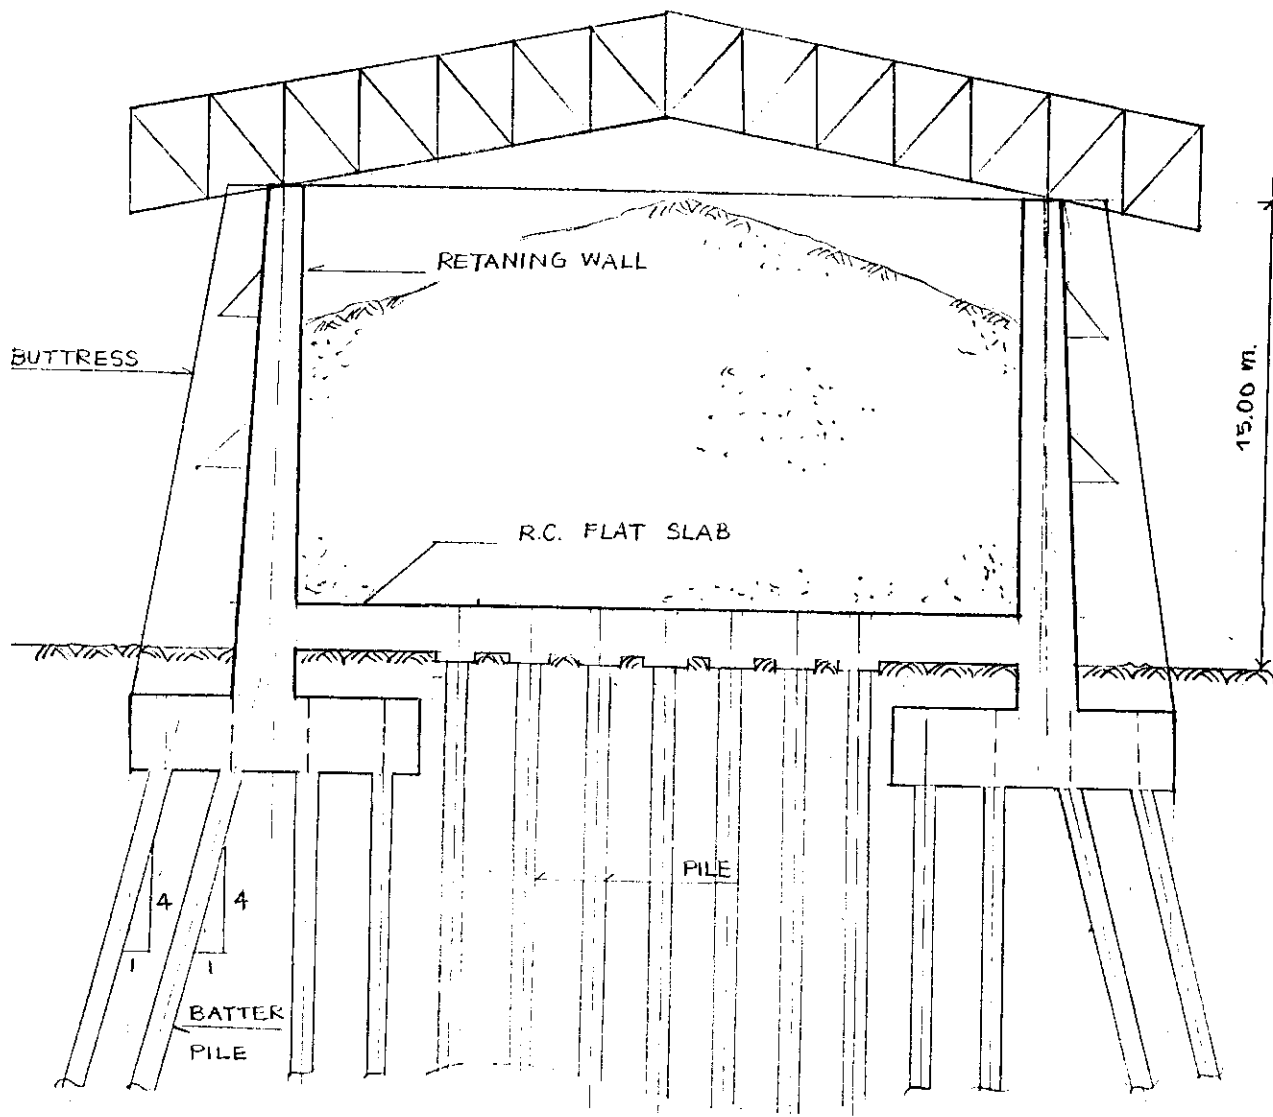 RETANING WALL
BUTTRESS
15.00 m.
R.C. FLAT SLAB
PILE
4
4
1
1
BATTER
PILE